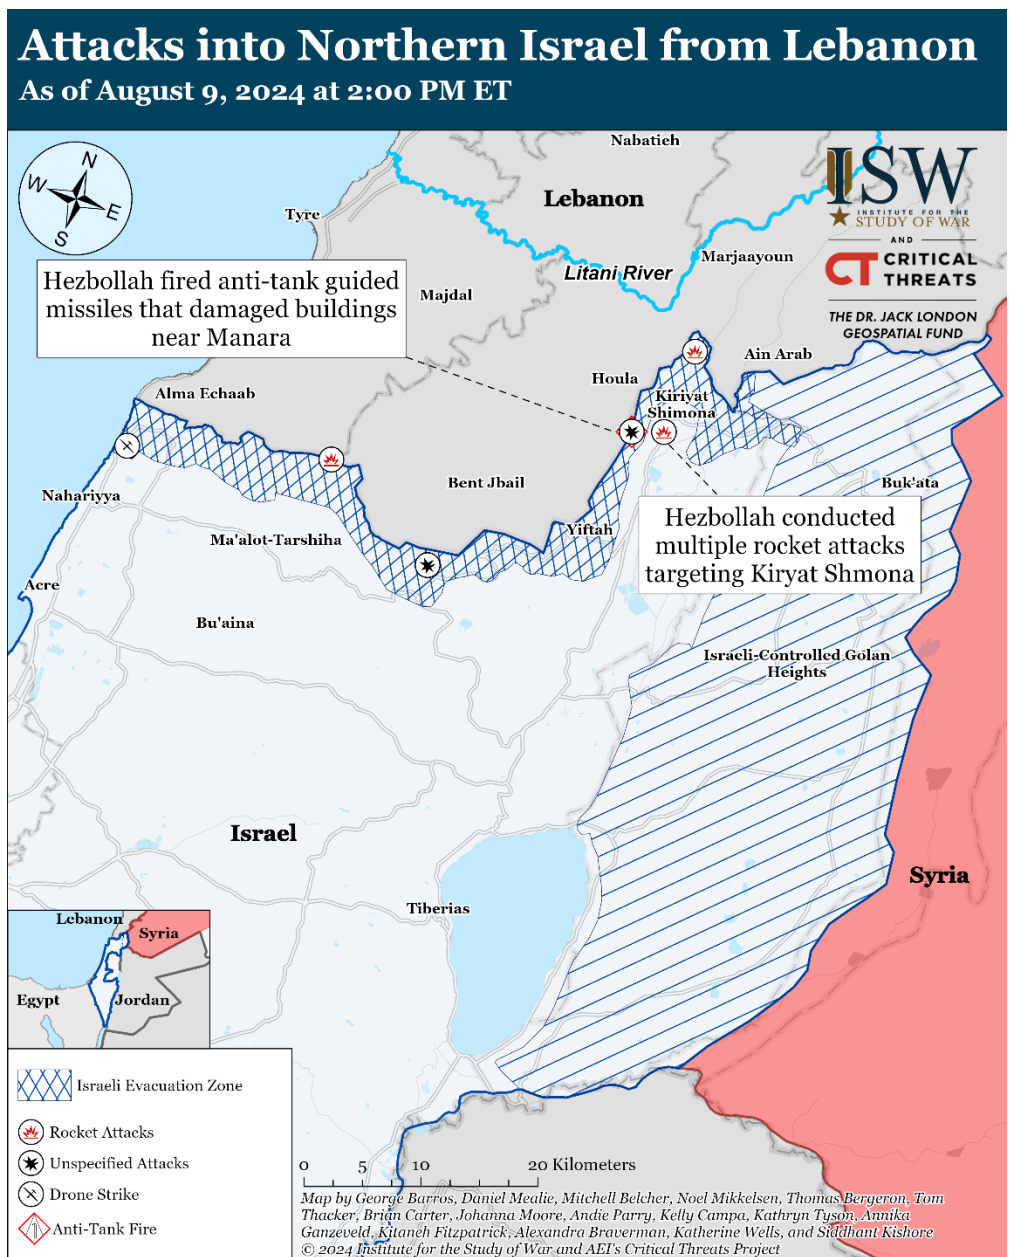 Attacks into Northern Israel from Lebanon
As of August 9, 2024 at 2:00 PM ET
N
W
E
S
Nabatieh
Lebanon
Tyre
Litani River
Marjaayoun
Majdal
ISW
INSTITUTE FOR THE
STUDY OF WAR
AND
CT CRITICAL
THREATS
THE DR. JACK LONDON
GEOSPATIAL FUND
Hezbollah fired anti-tank guided
missiles that damaged buildings
near Manara
Ain Arab
Houla
Kiriyat
Shimona
Alma Echaab
Bent Jbail
Buk'ata
Nahariyya
Yiftah
Ma'alot-Tarshiha
Hezbollah conducted
multiple rocket attacks
targeting Kiryat Shmona
Acre
Bu'aina
Israeli-Controlled Golan
Heights
Israel
Syria
Tiberias
Lebanon
Syria
Egypt
Jordan
Israeli Evacuation Zone
Rocket Attacks
Unspecified Attacks
Drone Strike
Anti-Tank Fire
0 5 10 20 Kilometers
Map by George Barros, Daniel Mealie, Mitchell Belcher, Noel Mikkelsen, Thomas Bergeron, Tom
Thacker, Brian Carter, Johanna Moore, Andie Parry, Kelly Campa, Kathryn Tyson, Annika
Ganzeveld, Kitaneh Fitzpatrick, Alexandra Braverman, Katherine Wells, and Siddhant Kishore
© 2024 Institute for the Study of War and AEI's Critical Threats Project